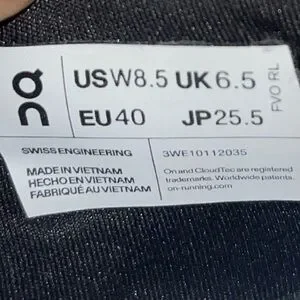 US W8.5 UK 6.5
EU 40 JP 25.5
FVO RL
SWISS ENGINEERING
3WE10112035
MADE IN VIETNAM
HECHO EN VIETNAM
FABRIQUÉ AU VIETNAM
On and CloudTec are registered
trademarks. Worldwide patents.
on-running.com